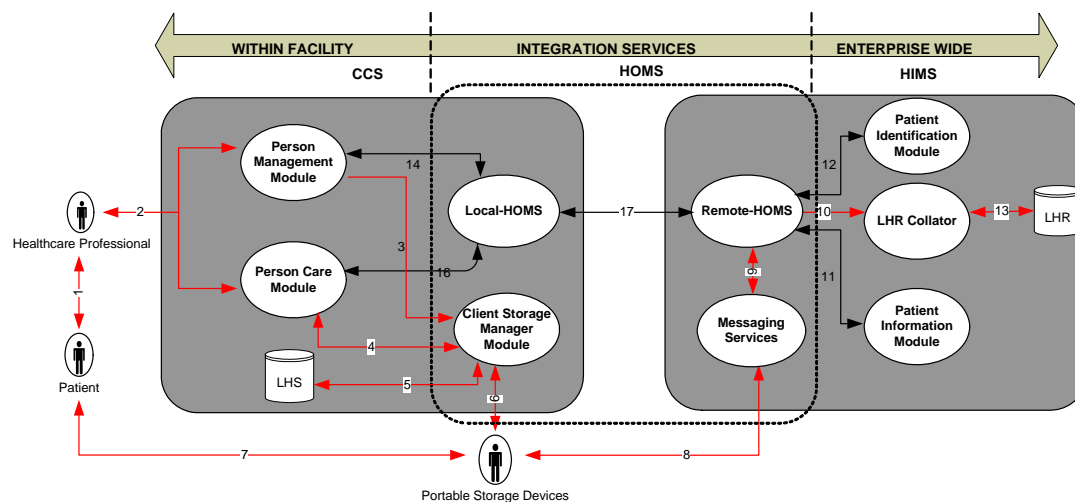 WITHIN FACILITY
INTEGRATION SERVICES
ENTERPRISE WIDE
CCS
HOMS
HIMS
Person
Management
Module
14
Patient
Identification
Module
12
2
Healthcare Professional
3
Local-HOMS
17
Remote-HOMS
10
LHR Collator
13
LHR
Person Care
Module
16
9
11
1
Client Storage
Manager
Module
Messaging
Services
Patient
Information
Module
4
Patient
LHS
5
6
7
8
Portable Storage Devices